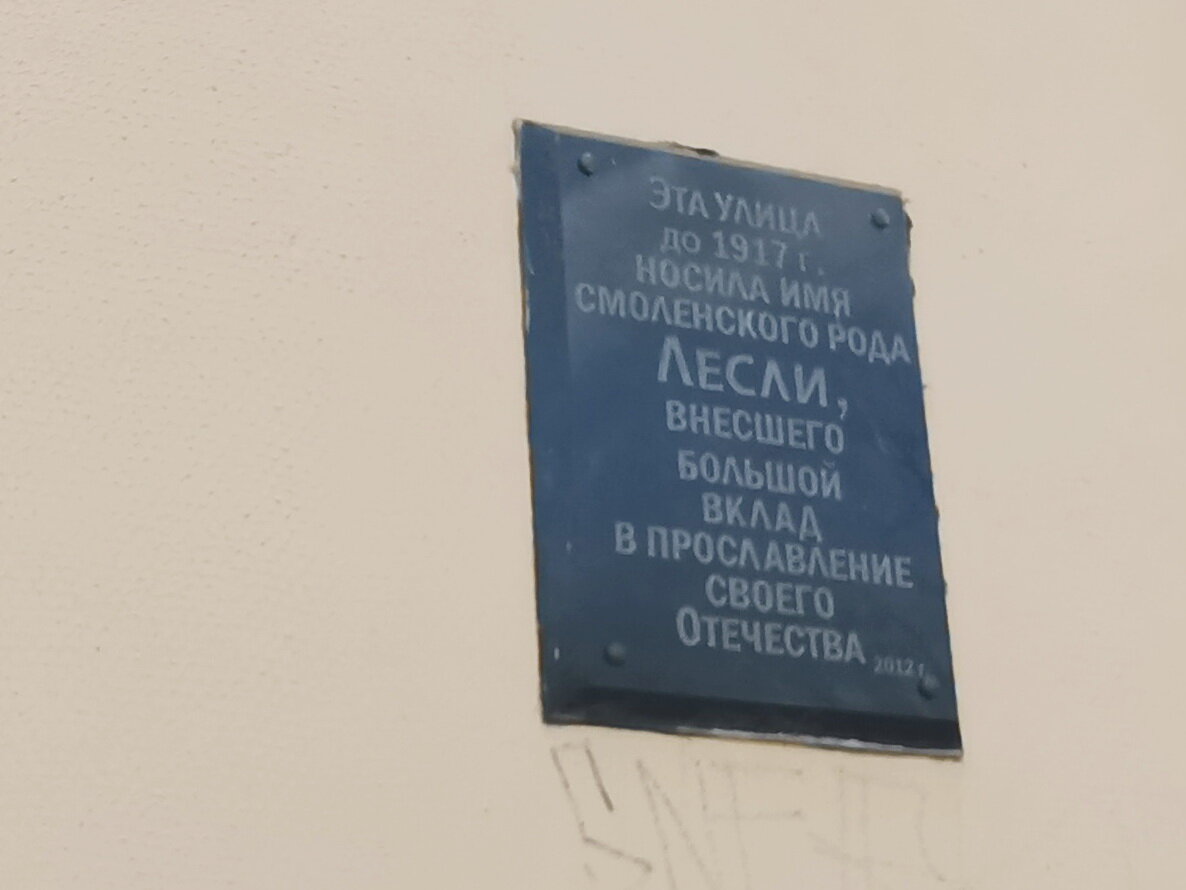 Эта улица
до 1917 г.
носила имя
смоленского рода
Лесли,
внесшего
большой
вклад
в прославление
своего
Отечества
2012 г.